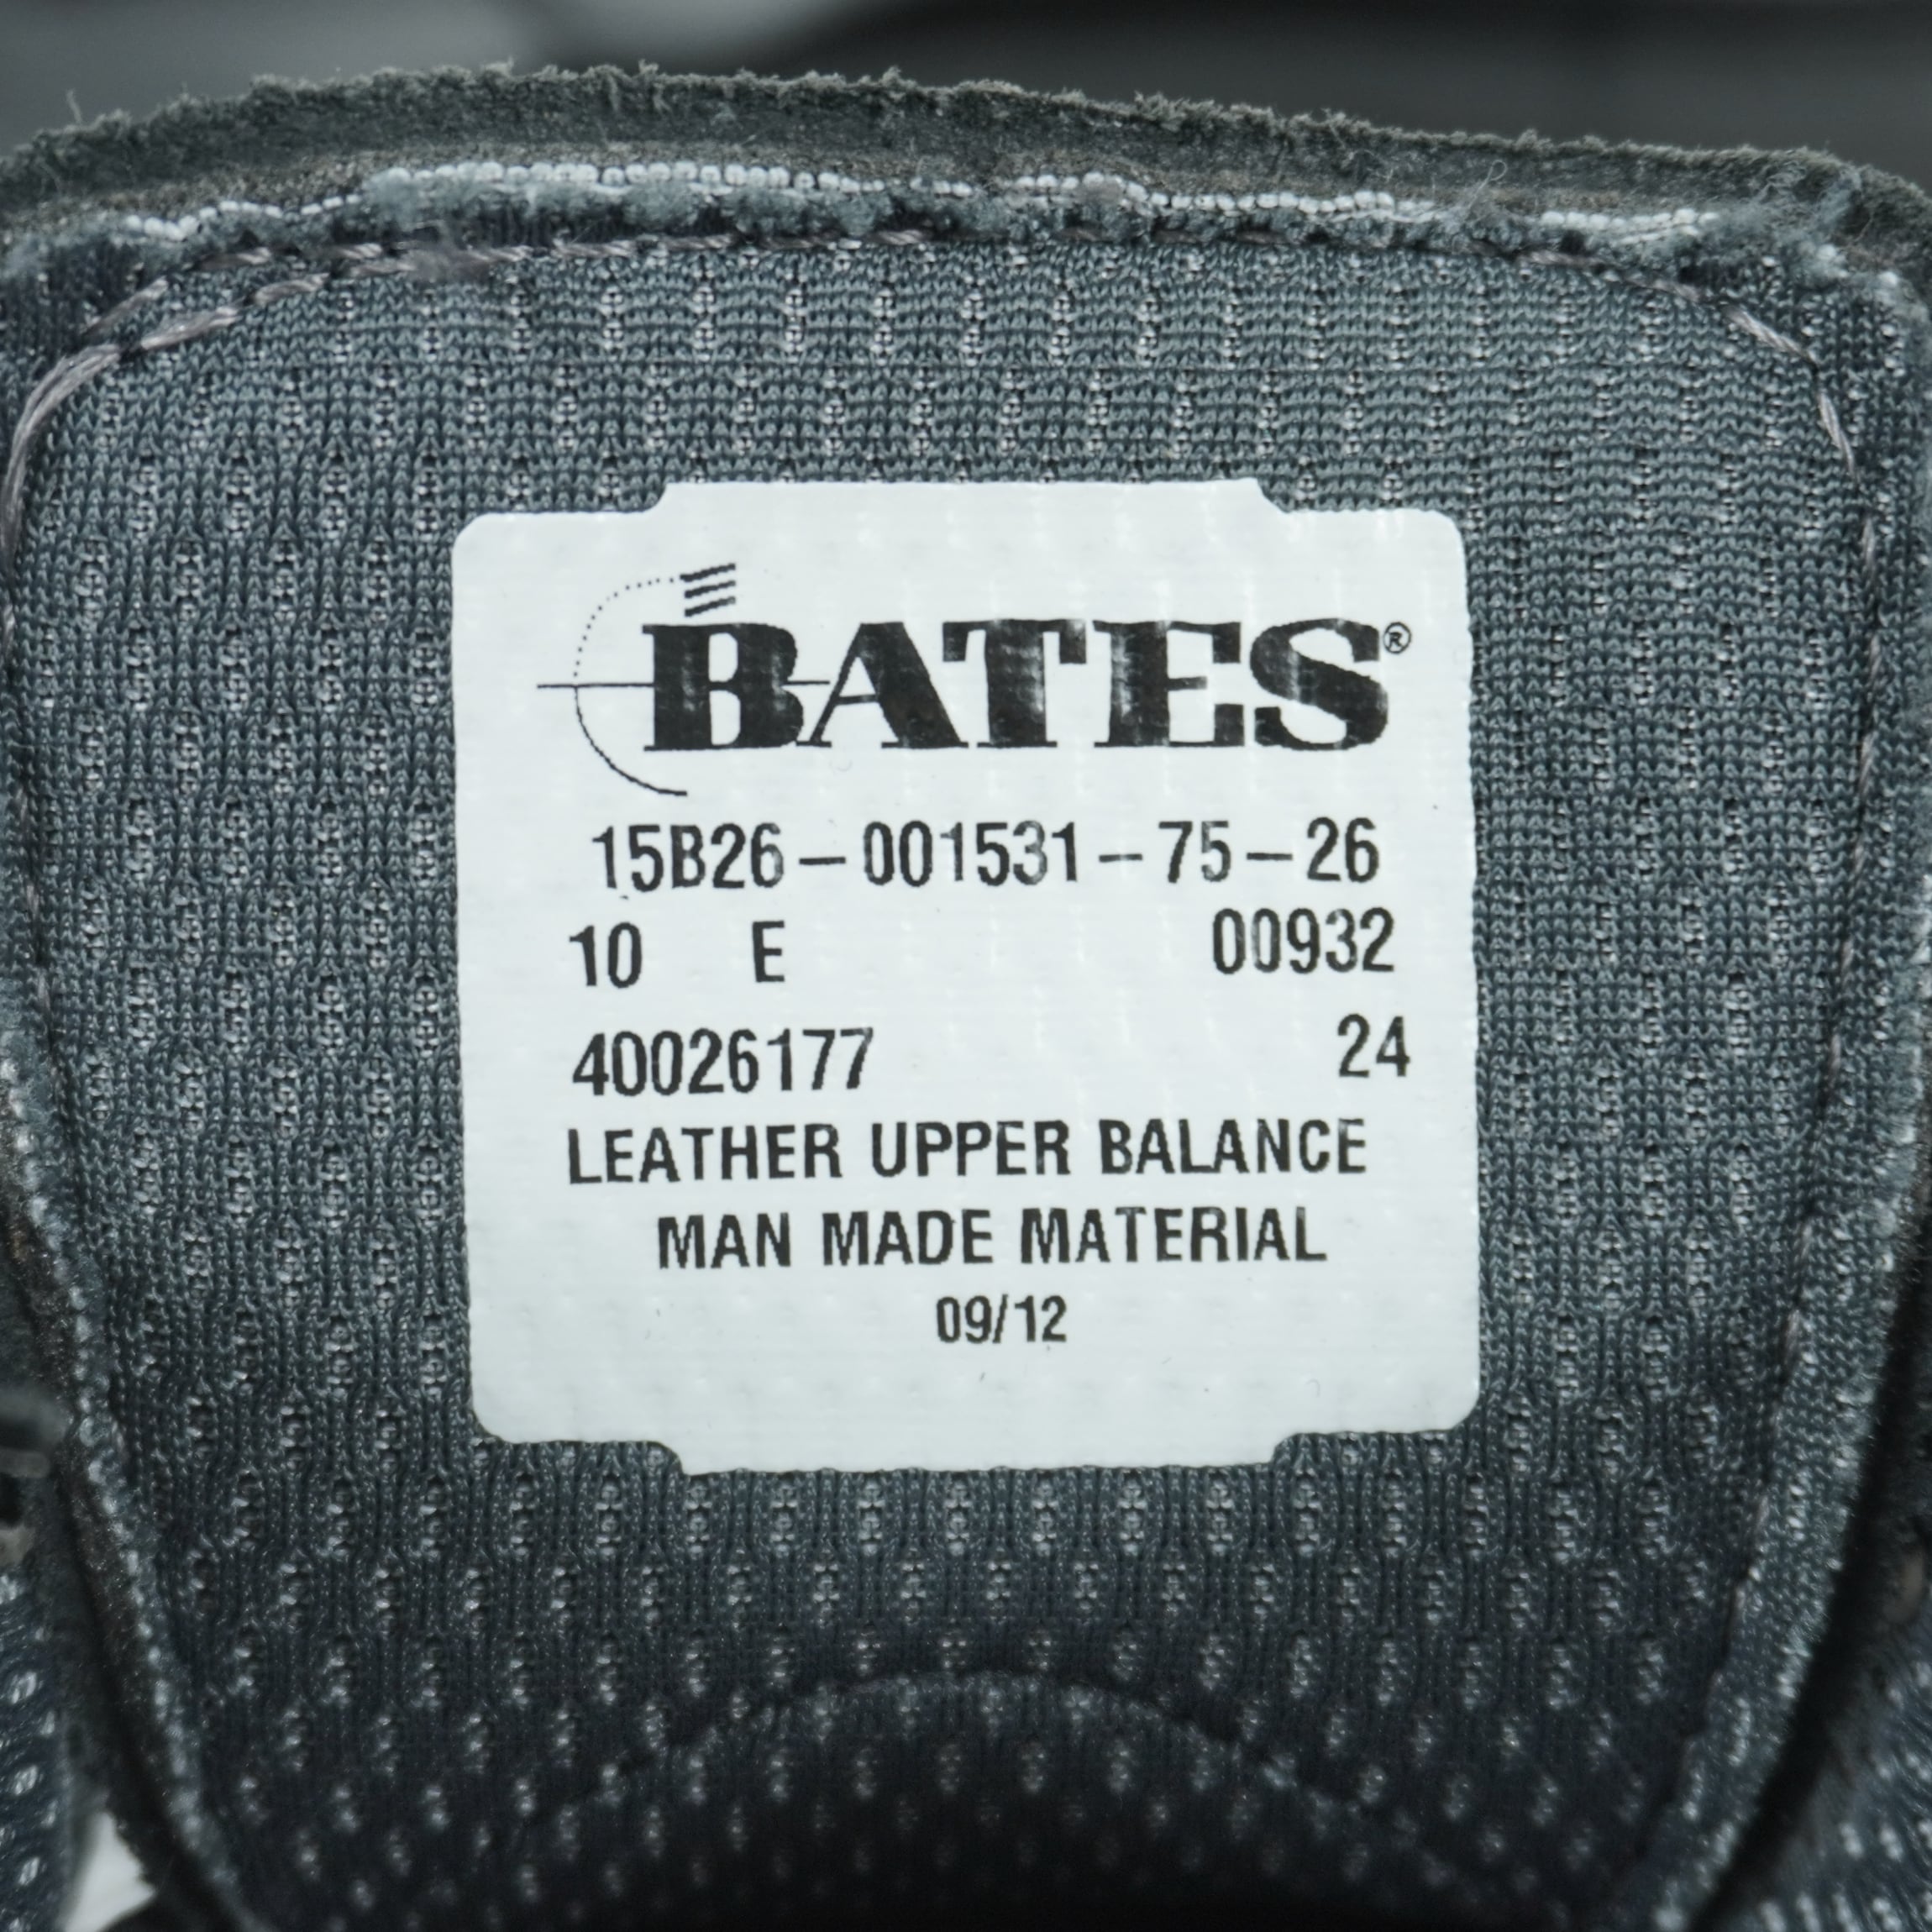 BATES®
15B26-001531-75-26
10 E 00932
40026177 24
LEATHER UPPER BALANCE
MAN MADE MATERIAL
09/12